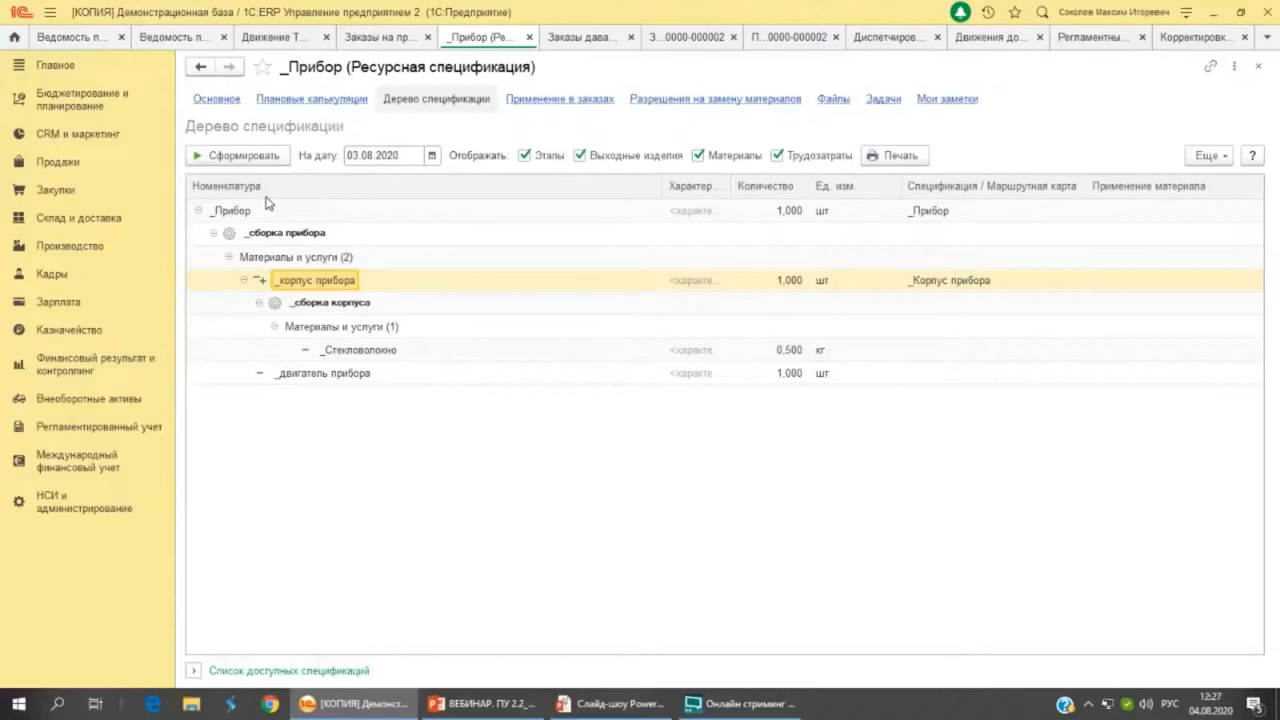 [КОПИЯ] Демонстрационная база / 1С:ERP Управление предприятием 2 (1С:Предприятие)
Соколов Максим Игоревич
Ведомость п...
Ведомость п...
Движение Т...
Заказы на пр...
_Прибор (Ре...
Заказы дава...
З...0000-000002
П...00-000002
Диспетчиров...
Движения до...
Регламентны...
Корректировк...
Главное
Бюджетирование и
планирование
CRM и маркетинг
Продажи
Закупки
Склад и доставка
Производство
Кадры
Зарплата
Казначейство
Финансовый результат и
контроллинг
Внеоборотные активы
Регламентированный учет
Международный
финансовый учет
НСИ и
администрирование
_Прибор (Ресурсная спецификация)
Основное
Плановые калькуляции
Дерево спецификации
Применение в заказах
Разрешения на замену материалов
Файлы
Задачи
Мои заметки
Дерево спецификации
Сформировать
На дату: 03.08.2020
Отображать:
Этапы
Выходные изделия
Материалы
Трудозатраты
Печать
Еще
?
Номенклатура
Характер...
Количество
Ед. изм.
Спецификация / Маршрутная карта
Применение материала
_Прибор <характе... 1,000 шт _Прибор
_сборка прибора
Материалы и услуги (2)
_корпус прибора <характе... 1,000 шт _Корпус прибора
_сборка корпуса
Материалы и услуги (1)
_Стекловолокно <характе... 0,500 кг
_двигатель прибора <характе... 1,000 шт
Список доступных спецификаций
[КОПИЯ] Демонст...
ВЕБИНАР. ПУ 2.2_...
Слайд-шоу Power...
Онлайн стриминг ...
РУС
12:27
04.08.2020